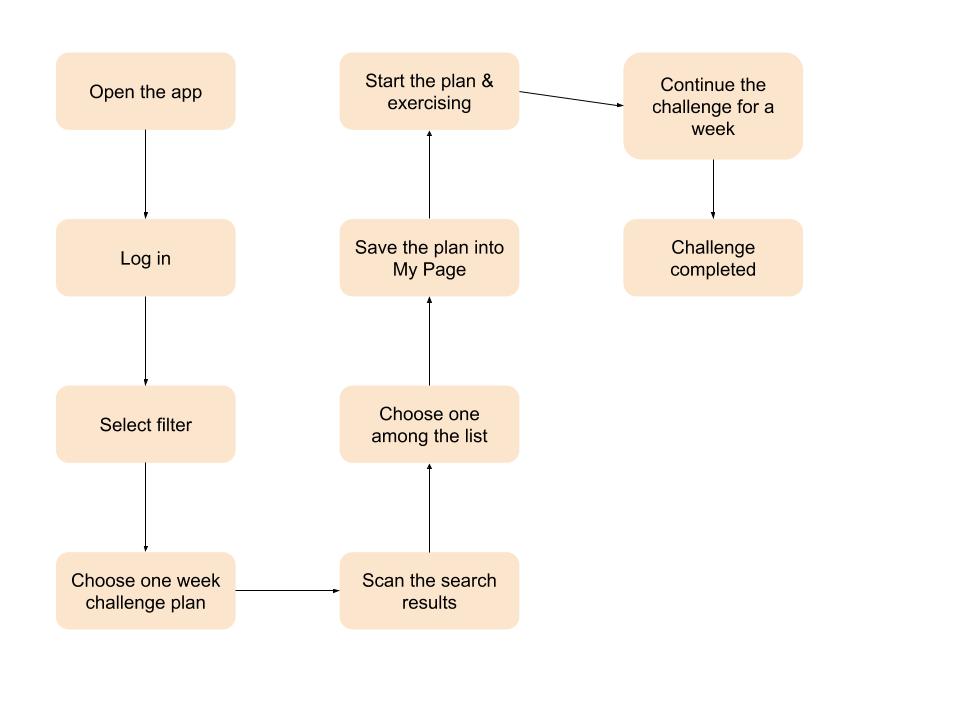 Open the app
Log in
Select filter
Choose one week
challenge plan
Scan the search
results
Choose one
among the list
Save the plan into
My Page
Start the plan &
exercising
Continue the
challenge for a
week
Challenge
completed